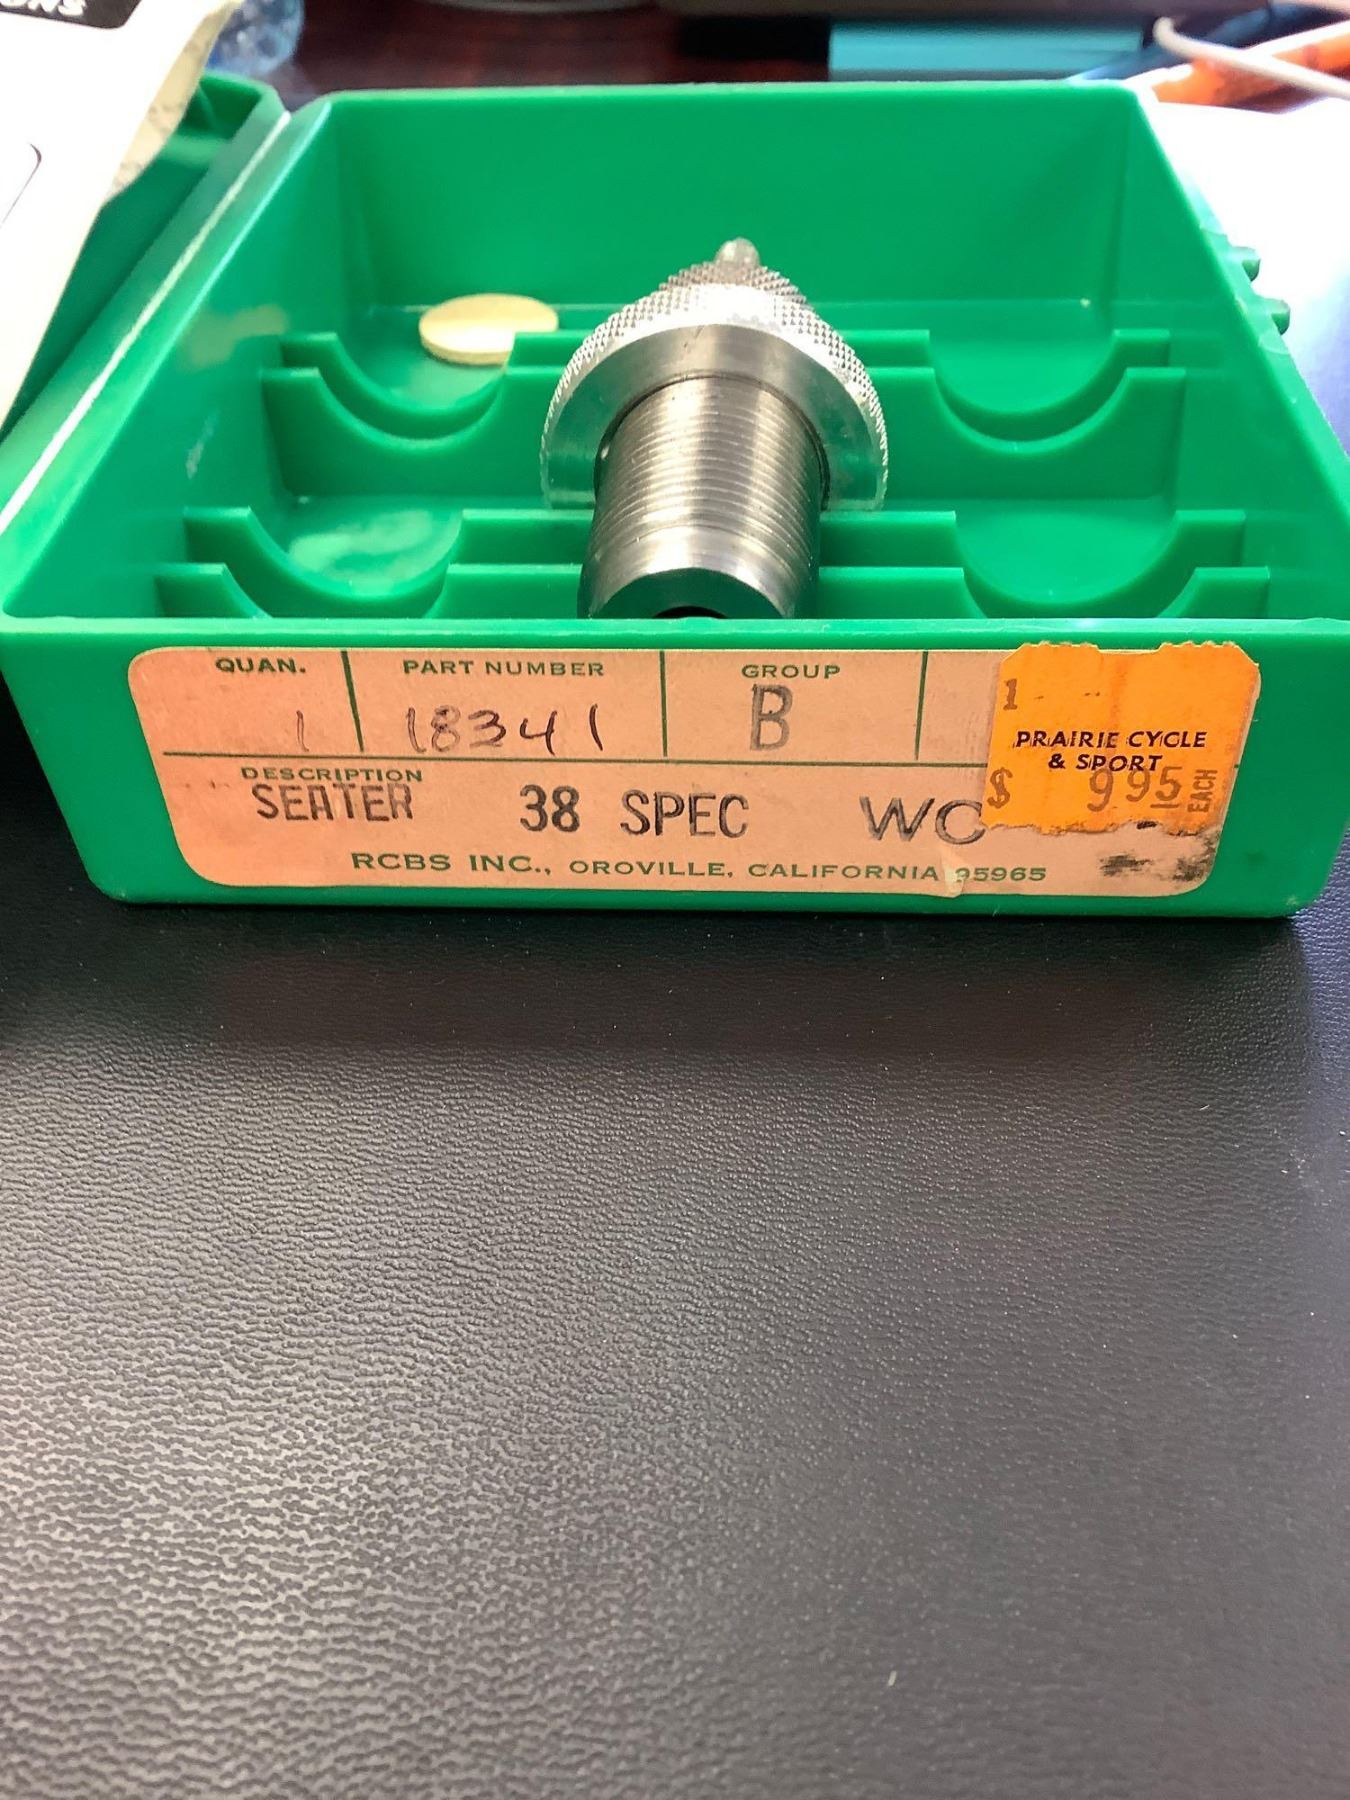 ONS
QUAN. PART NUMBER GROUP
1 18341 B
DESCRIPTION
SEATER 38 SPEC WC
RCBS INC., OROVILLE, CALIFORNIA 95965
1
PRAIRIE CYCLE
& SPORT
$ 995 EACH